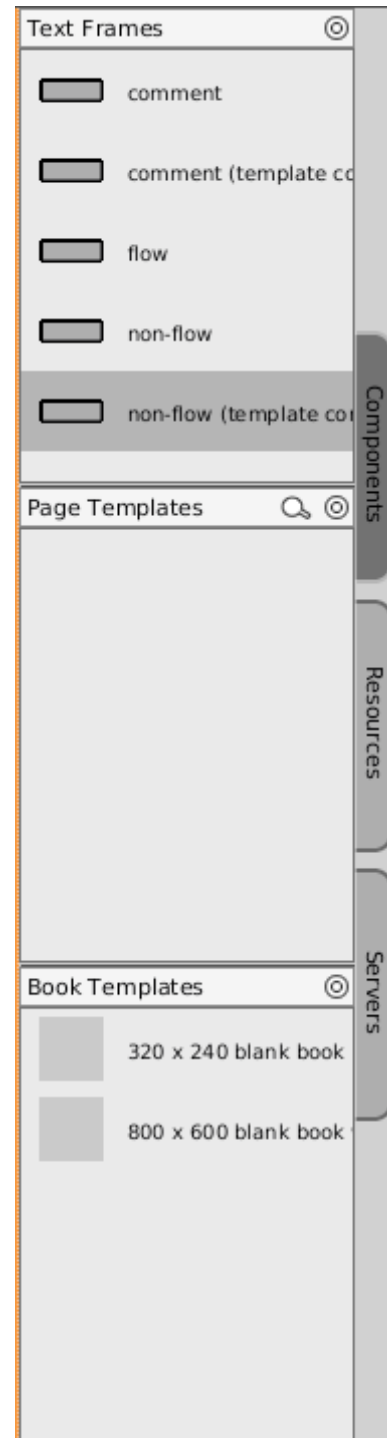 Text Frames
comment
comment (template co
flow
non-flow
non-flow (template co
Page Templates
Book Templates
320 x 240 blank book
800 x 600 blank book
Components
Resources
Servers